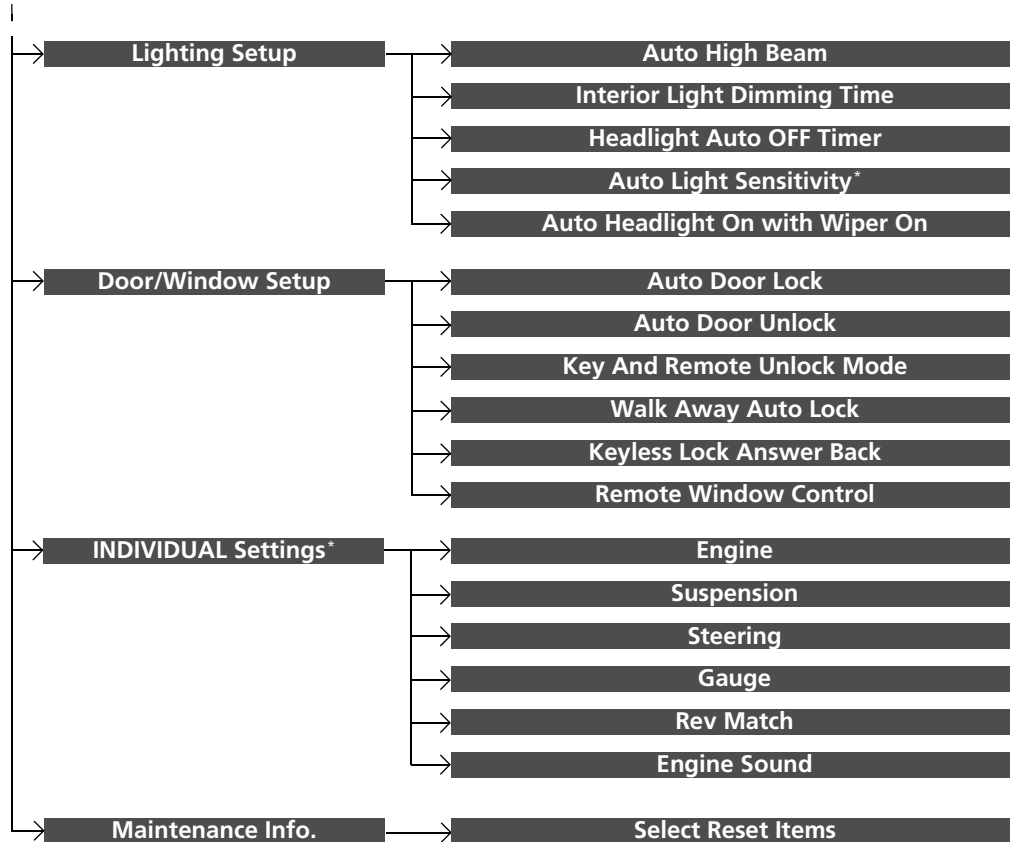 Lighting Setup
Auto High Beam
Interior Light Dimming Time
Headlight Auto OFF Timer
Auto Light Sensitivity*
Auto Headlight On with Wiper On
Door/Window Setup
Auto Door Lock
Auto Door Unlock
Key And Remote Unlock Mode
Walk Away Auto Lock
Keyless Lock Answer Back
Remote Window Control
INDIVIDUAL Settings*
Engine
Suspension
Steering
Gauge
Rev Match
Engine Sound
Maintenance Info.
Select Reset Items